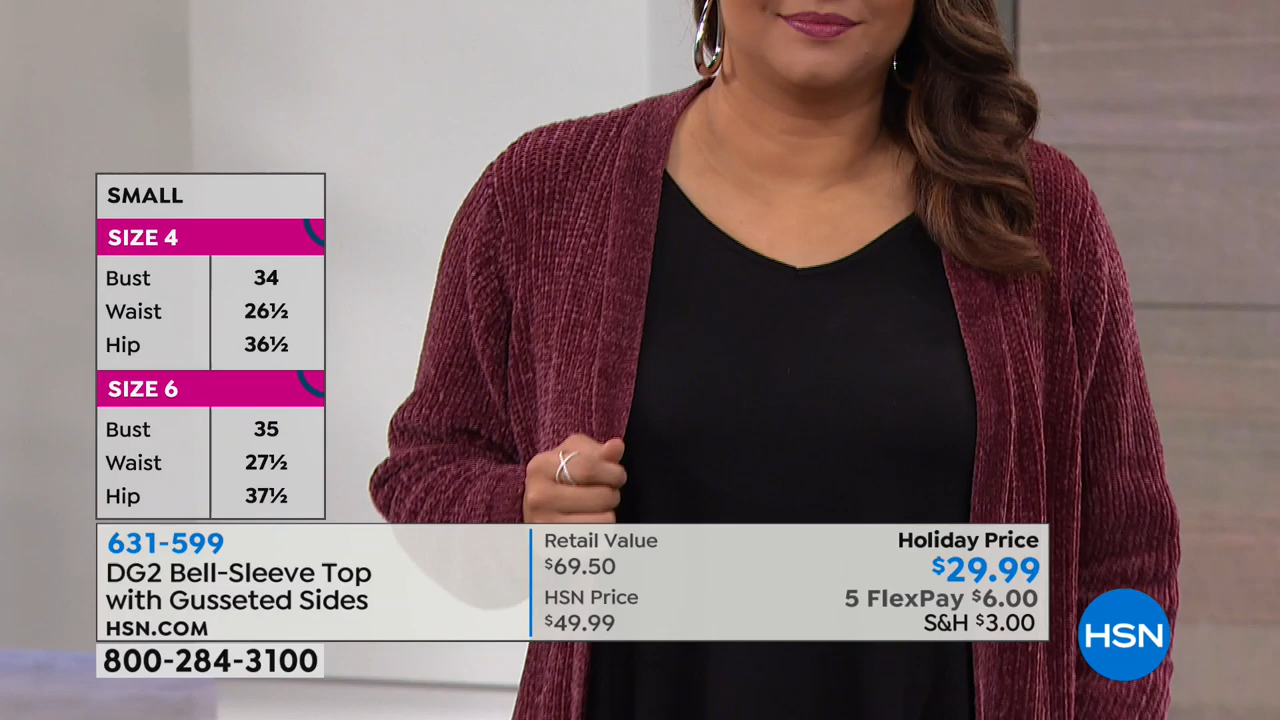 SMALL
SIZE 4
Bust 34
Waist 26½
Hip 36½
SIZE 6
Bust 35
Waist 27½
Hip 37½
631-599
DG2 Bell-Sleeve Top
with Gusseted Sides
HSN.COM
800-284-3100
Retail Value
$69.50
HSN Price
$49.99
Holiday Price
$29.99
5 FlexPay $6.00
S&H $3.00
HSN